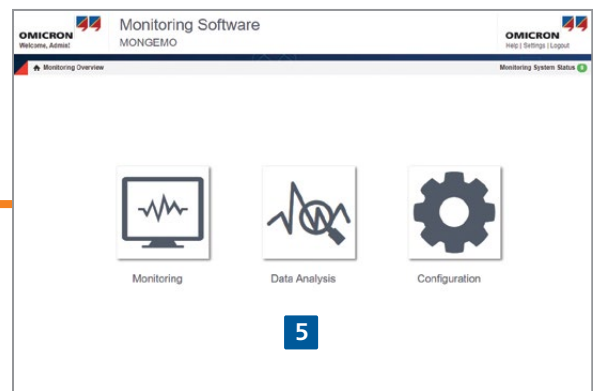 OMICRON
Welcome, Admin!
Monitoring Software
MONGEMO
OMICRON
Help | Settings | Logout
Monitoring Overview
Monitoring System Status
Monitoring
Data Analysis
Configuration
5